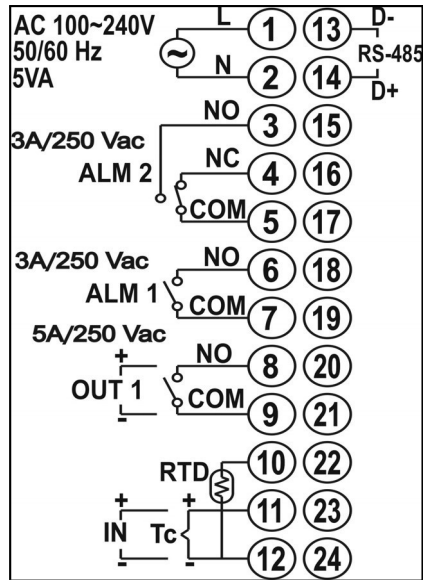 AC 100~240V
50/60 Hz
5VA
L
N
1
2
13
14
D-
RS-485
D+
3A/250 Vac
ALM 2
NO
NC
COM
3
4
5
15
16
17
3A/250 Vac
ALM 1
NO
COM
6
7
18
19
5A/250 Vac
+
OUT 1
-
NO
COM
8
9
20
21
RTD
10
22
+
+
IN
Tc
-
-
11
12
23
24